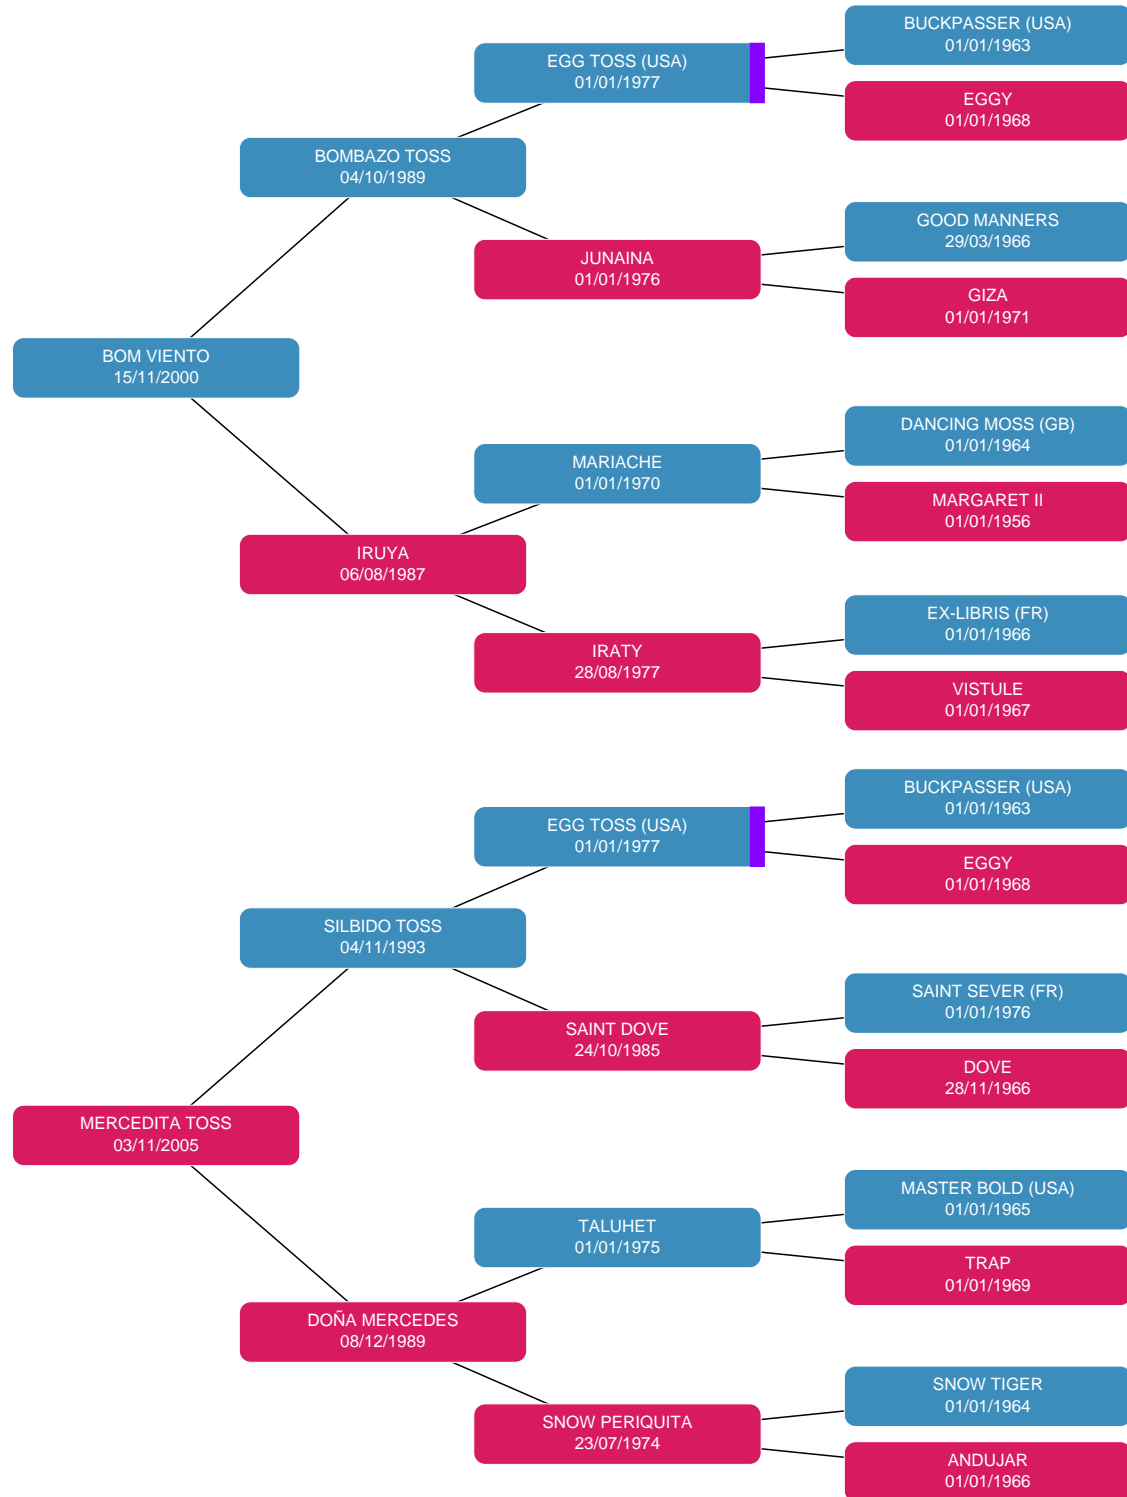 BUCKPASSER (USA)
01/01/1963
EGG TOSS (USA)
01/01/1977
EGGY
01/01/1968
BOMBAZO TOSS
04/10/1989
GOOD MANNERS
29/03/1966
JUNAINA
01/01/1976
GIZA
01/01/1971
BOM VIENTO
15/11/2000
DANCING MOSS (GB)
01/01/1964
MARIACHE
01/01/1970
MARGARET II
01/01/1956
IRUYA
06/08/1987
EX-LIBRIS (FR)
01/01/1966
IRATY
28/08/1977
VISTULE
01/01/1967
BUCKPASSER (USA)
01/01/1963
EGG TOSS (USA)
01/01/1977
EGGY
01/01/1968
SILBIDO TOSS
04/11/1993
SAINT SEVER (FR)
01/01/1976
SAINT DOVE
24/10/1985
DOVE
28/11/1966
MERCEDITA TOSS
03/11/2005
MASTER BOLD (USA)
01/01/1965
TALUHET
01/01/1975
TRAP
01/01/1969
DOÑA MERCEDES
08/12/1989
SNOW TIGER
01/01/1964
SNOW PERIQUITA
23/07/1974
ANDUJAR
01/01/1966